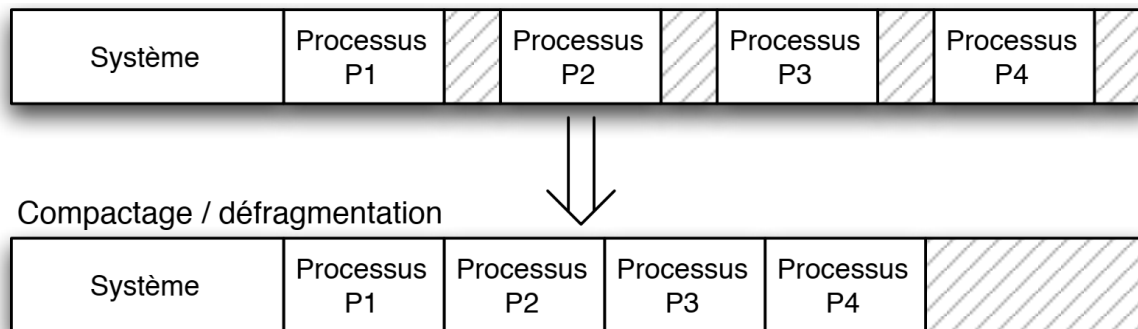 Système
Processus
P1
Processus
P2
Processus
P3
Processus
P4
Compactage / défragmentation
Système
Processus
P1
Processus
P2
Processus
P3
Processus
P4